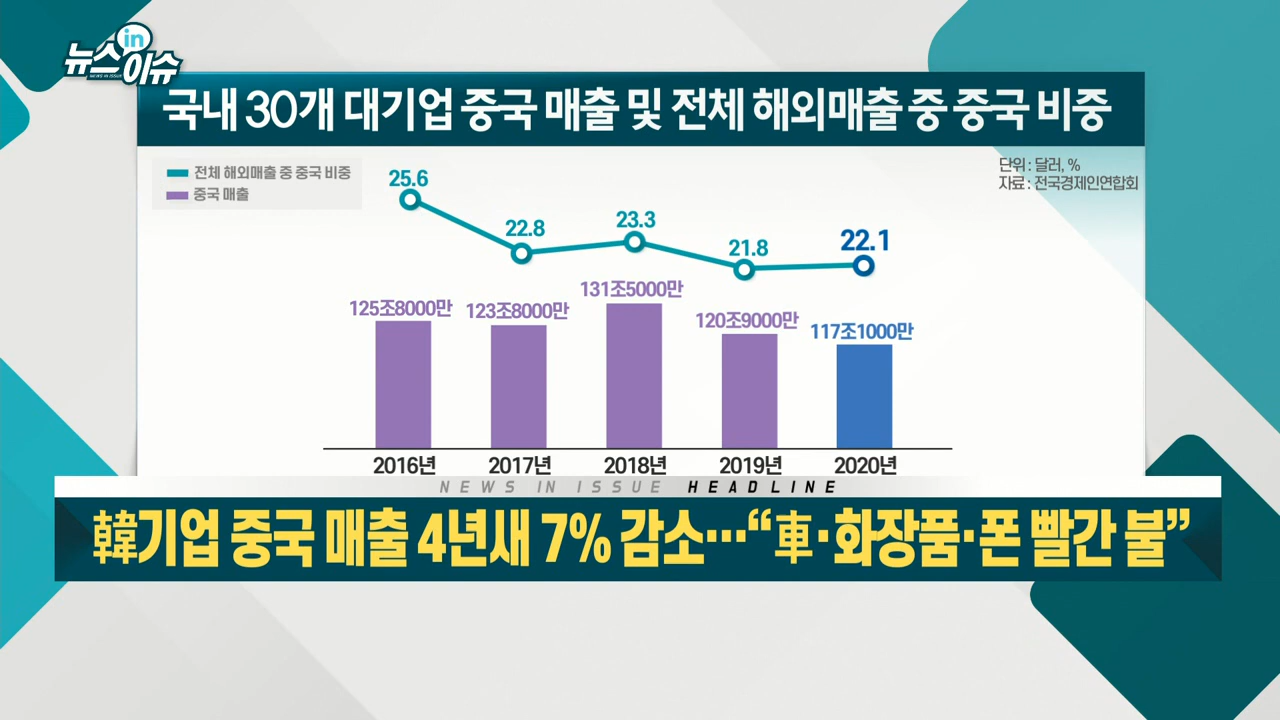 뉴스in이슈
NEWS IN ISSUE
국내 30개 대기업 중국 매출 및 전체 해외매출 중 중국 비중
전체 해외매출 중 중국 비중
중국 매출
단위 : 달러, %
자료 : 전국경제인연합회
25.6
22.8
23.3
21.8
22.1
125조8000만
123조8000만
131조5000만
120조9000만
117조1000만
2016년
2017년
2018년
2019년
2020년
NEWS IN ISSUE HEADLINE
韓기업 중국 매출 4년새 7% 감소…“車·화장품·폰 빨간 불”